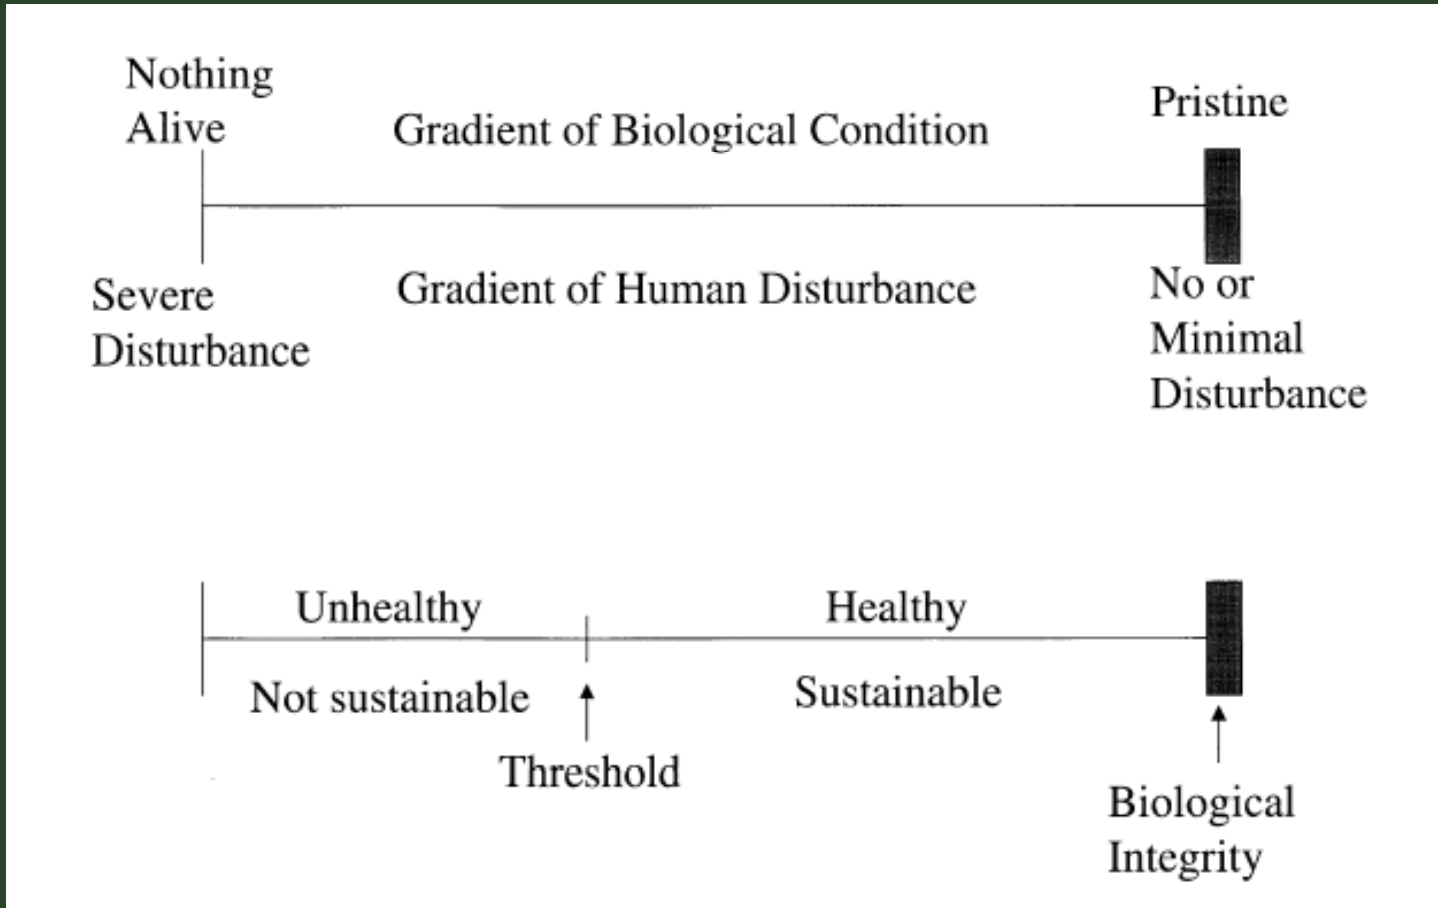 Nothing
Alive
Gradient of Biological Condition
Pristine
Severe
Disturbance
Gradient of Human Disturbance
No or
Minimal
Disturbance
Unhealthy
Healthy
Not sustainable
Sustainable
Threshold
Biological
Integrity